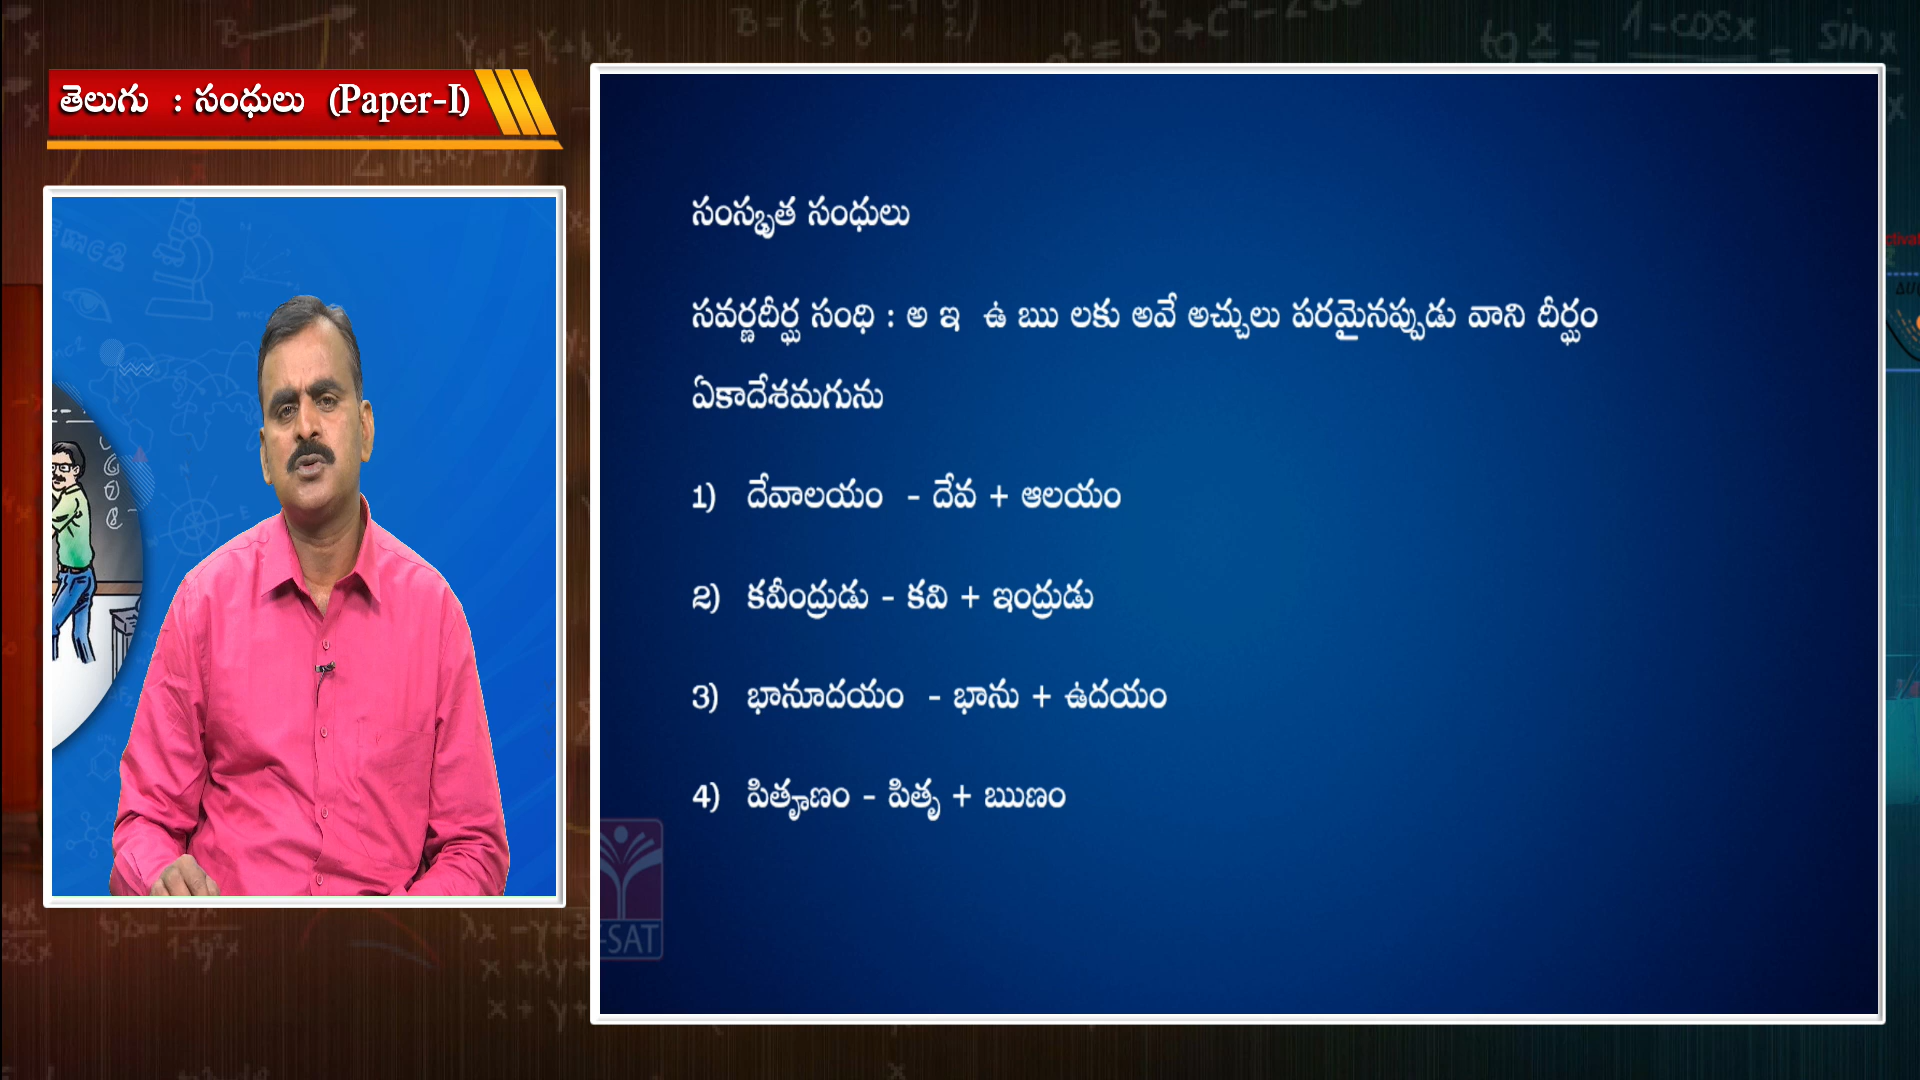 తెలుగు : సంధులు (Paper-I)
సంస్కృత సంధులు
సవర్ణదీర్ఘ సంధి : అ ఇ ఉ ఋ లకు అవే అచ్చులు పరమైనప్పుడు వాని దీర్ఘం
ఏకాదేశమగును
1) దేవాలయం - దేవ + ఆలయం
2) కవీంద్రుడు - కవి + ఇంద్రుడు
3) భానూదయం - భాను + ఉదయం
4) పితౄణం - పితృ + ఋణం
-SAT